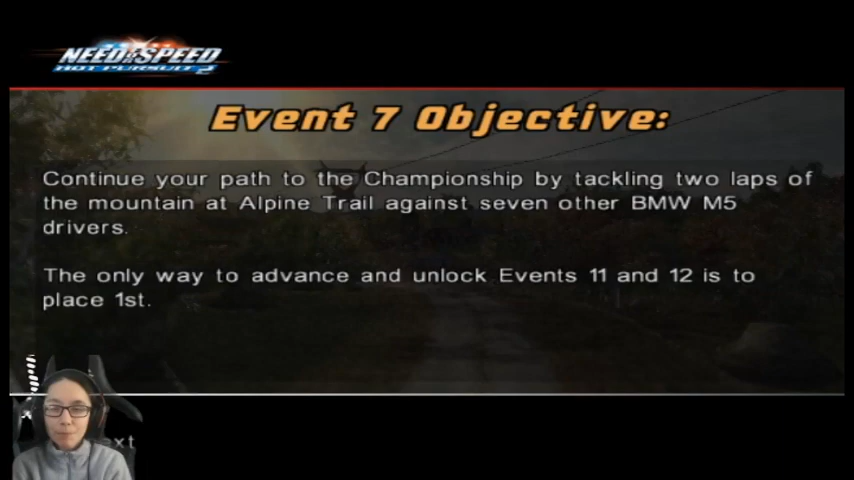 NEED FOR SPEED
HOT PURSUIT 2
Event 7 Objective:
Continue your path to the Championship by tackling two laps of
the mountain at Alpine Trail against seven other BMW M5
drivers.
The only way to advance and unlock Events 11 and 12 is to
place 1st.